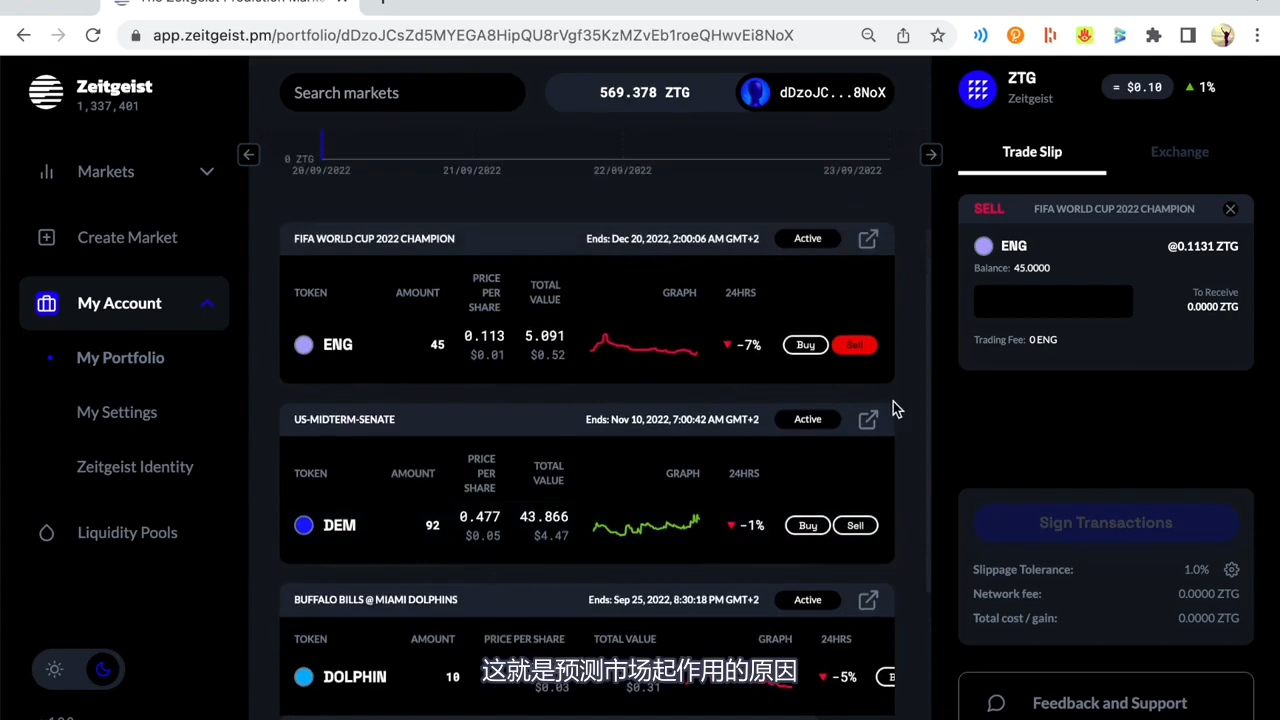 The Zeitgeist Prediction Marke
app.zeitgeist.pm/portfolio/dDzoJCsZd5MYEGA8HipQU8rVgf35KzMZvEb1roeQHwvEi8NoX
Zeitgeist
1,337,401
Markets
Create Market
My Account
My Portfolio
My Settings
Zeitgeist Identity
Liquidity Pools
Search markets
569.378 ZTG
dDzoJC...8NoX
0 ZTG
20/09/2022 21/09/2022 22/09/2022 23/09/2022
FIFA WORLD CUP 2022 CHAMPION Ends: Dec 20, 2022, 2:00:06 AM GMT+2 Active
TOKEN AMOUNT PRICE PER SHARE TOTAL VALUE GRAPH 24HRS
ENG 45 0.113 5.091 -7% Buy Sell
$0.01 $0.52
US-MIDTERM-SENATE Ends: Nov 10, 2022, 7:00:42 AM GMT+2 Active
TOKEN AMOUNT PRICE PER SHARE TOTAL VALUE GRAPH 24HRS
DEM 92 0.477 43.866 -1% Buy Sell
$0.05 $4.47
BUFFALO BILLS @ MIAMI DOLPHINS Ends: Sep 25, 2022, 8:30:18 PM GMT+2 Active
TOKEN AMOUNT PRICE PER SHARE TOTAL VALUE GRAPH 24HRS
DOLPHIN 10 -5%
$0.03 $0.31
这就是预测市场起作用的原因
ZTG
Zeitgeist
= $0.10 1%
Trade Slip Exchange
SELL FIFA WORLD CUP 2022 CHAMPION
ENG @0.1131 ZTG
Balance: 45.0000
To Receive
0.0000 ZTG
Trading Fee: 0 ENG
Sign Transactions
Slippage Tolerance: 1.0%
Network fee: 0.0000 ZTG
Total cost / gain: 0.0000 ZTG
Feedback and Support